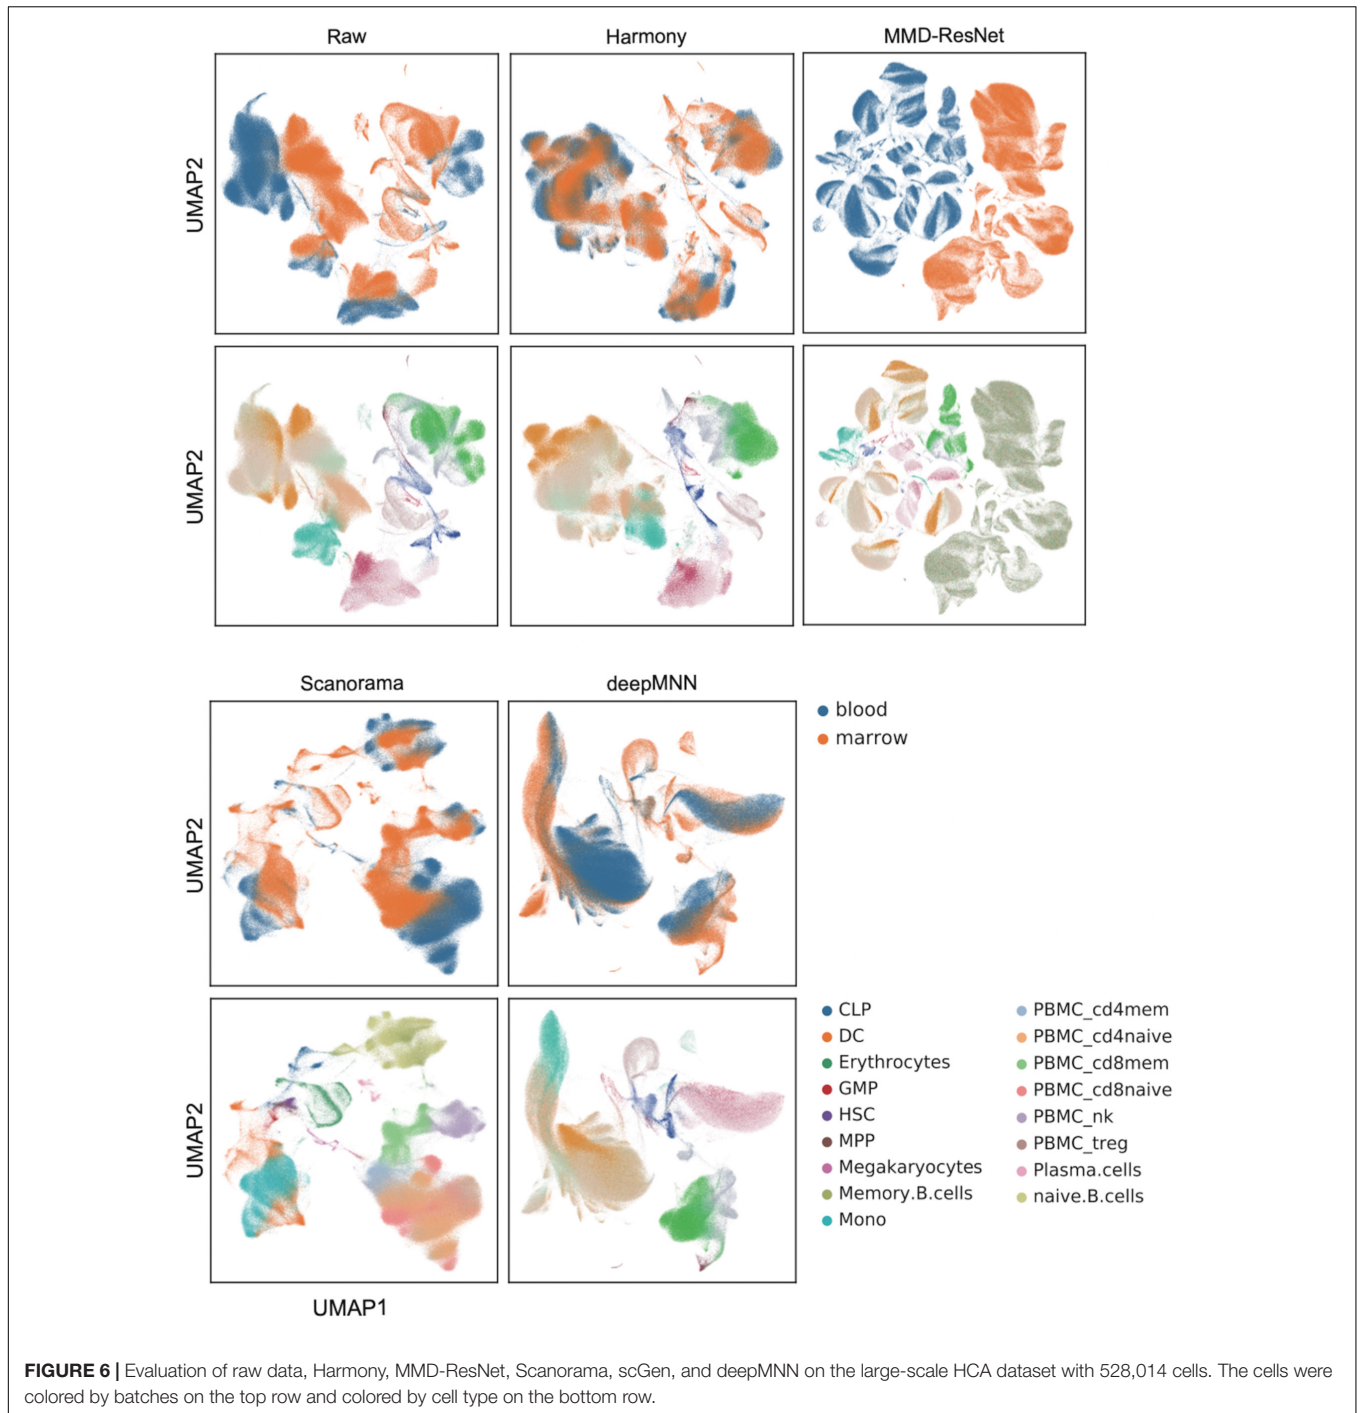 Raw
Harmony
MMD-ResNet
UMAP2
UMAP2
Scanorama
deepMNN
blood
marrow
UMAP2
UMAP2
CLP
DC
Erythrocytes
GMP
HSC
MPP
Megakaryocytes
Memory.B.cells
Mono
PBMC_cd4mem
PBMC_cd4naive
PBMC_cd8mem
PBMC_cd8naive
PBMC_nk
PBMC_treg
Plasma.cells
naive.B.cells
UMAP1
FIGURE 6 | Evaluation of raw data, Harmony, MMD-ResNet, Scanorama, scGen, and deepMNN on the large-scale HCA dataset with 528,014 cells. The cells were
colored by batches on the top row and colored by cell type on the bottom row.